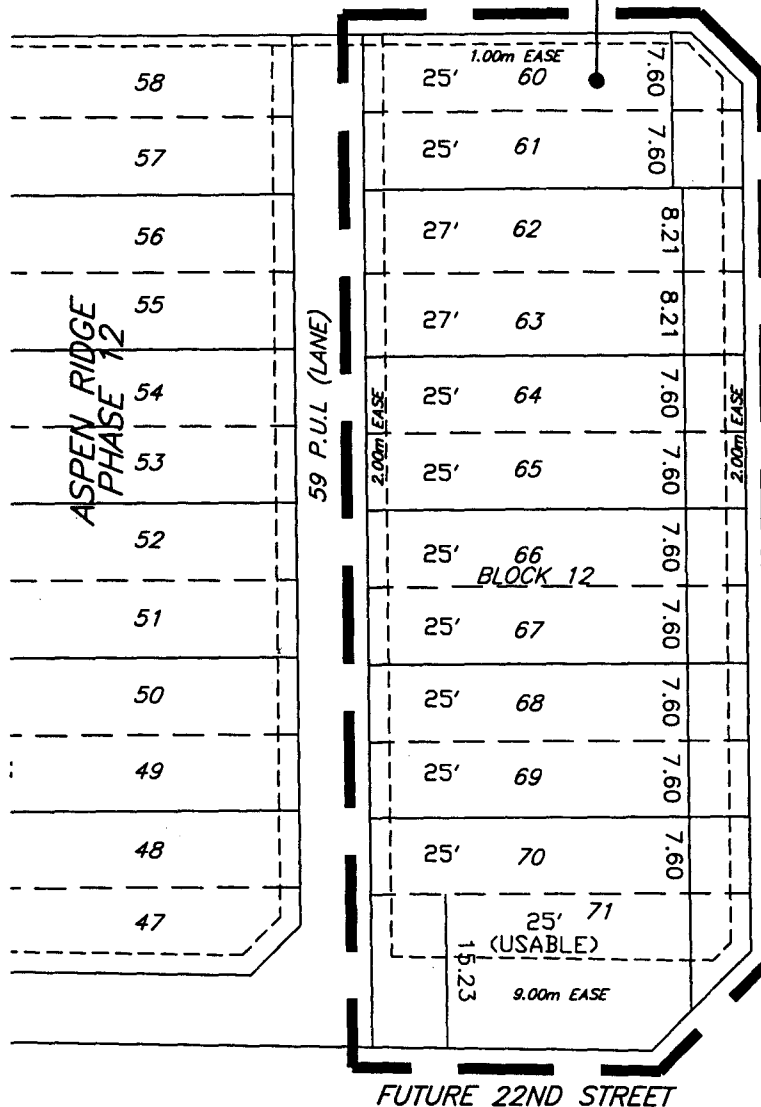 58
57
56
55
54
53
52
51
50
49
48
47
ASPEN RIDGE
PHASE 12
59 P.U.L (LANE)
2.00m EASE
1.00m EASE
25' 60 7.60
25' 61 7.60
27' 62 8.21
27' 63 8.21
25' 64 7.60
25' 65 7.60
25' 66 7.60
BLOCK 12
25' 67 7.60
25' 68 7.60
25' 69 7.60
25' 70 7.60
25' 71
(USABLE)
15.23
9.00m EASE
2.00m EASE
FUTURE 22ND STREET